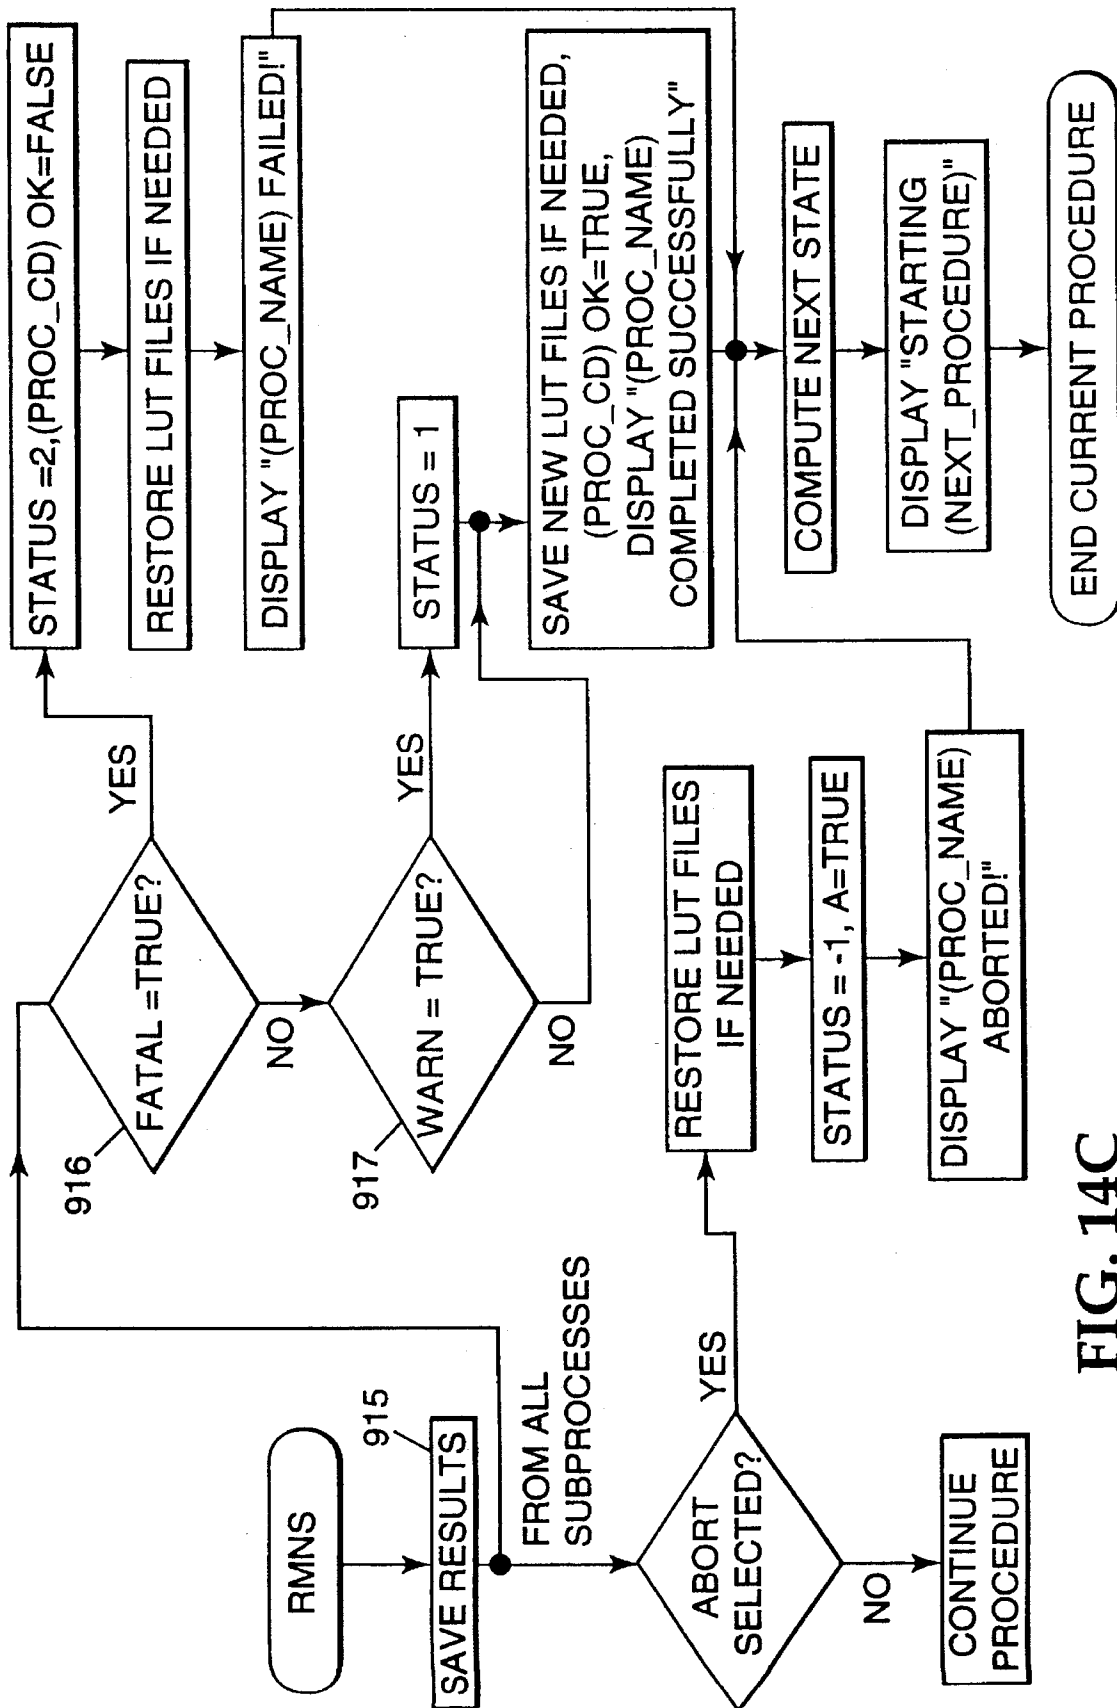 RMNS
SAVE RESULTS
915
FROM ALL
SUBPROCESSES
ABORT
SELECTED?
YES
NO
CONTINUE
PROCEDURE
916
FATAL =TRUE?
YES
NO
917
WARN = TRUE?
YES
NO
RESTORE LUT FILES
IF NEEDED
STATUS = -1, A=TRUE
DISPLAY "(PROC_NAME)
ABORTED!"
STATUS =2,(PROC_CD) OK=FALSE
RESTORE LUT FILES IF NEEDED
DISPLAY "(PROC_NAME) FAILED!"
STATUS = 1
SAVE NEW LUT FILES IF NEEDED,
(PROC_CD) OK=TRUE,
DISPLAY "(PROC_NAME)
COMPLETED SUCCESSFULLY"
COMPUTE NEXT STATE
DISPLAY "STARTING
(NEXT_PROCEDURE)"
END CURRENT PROCEDURE
FIG. 14C